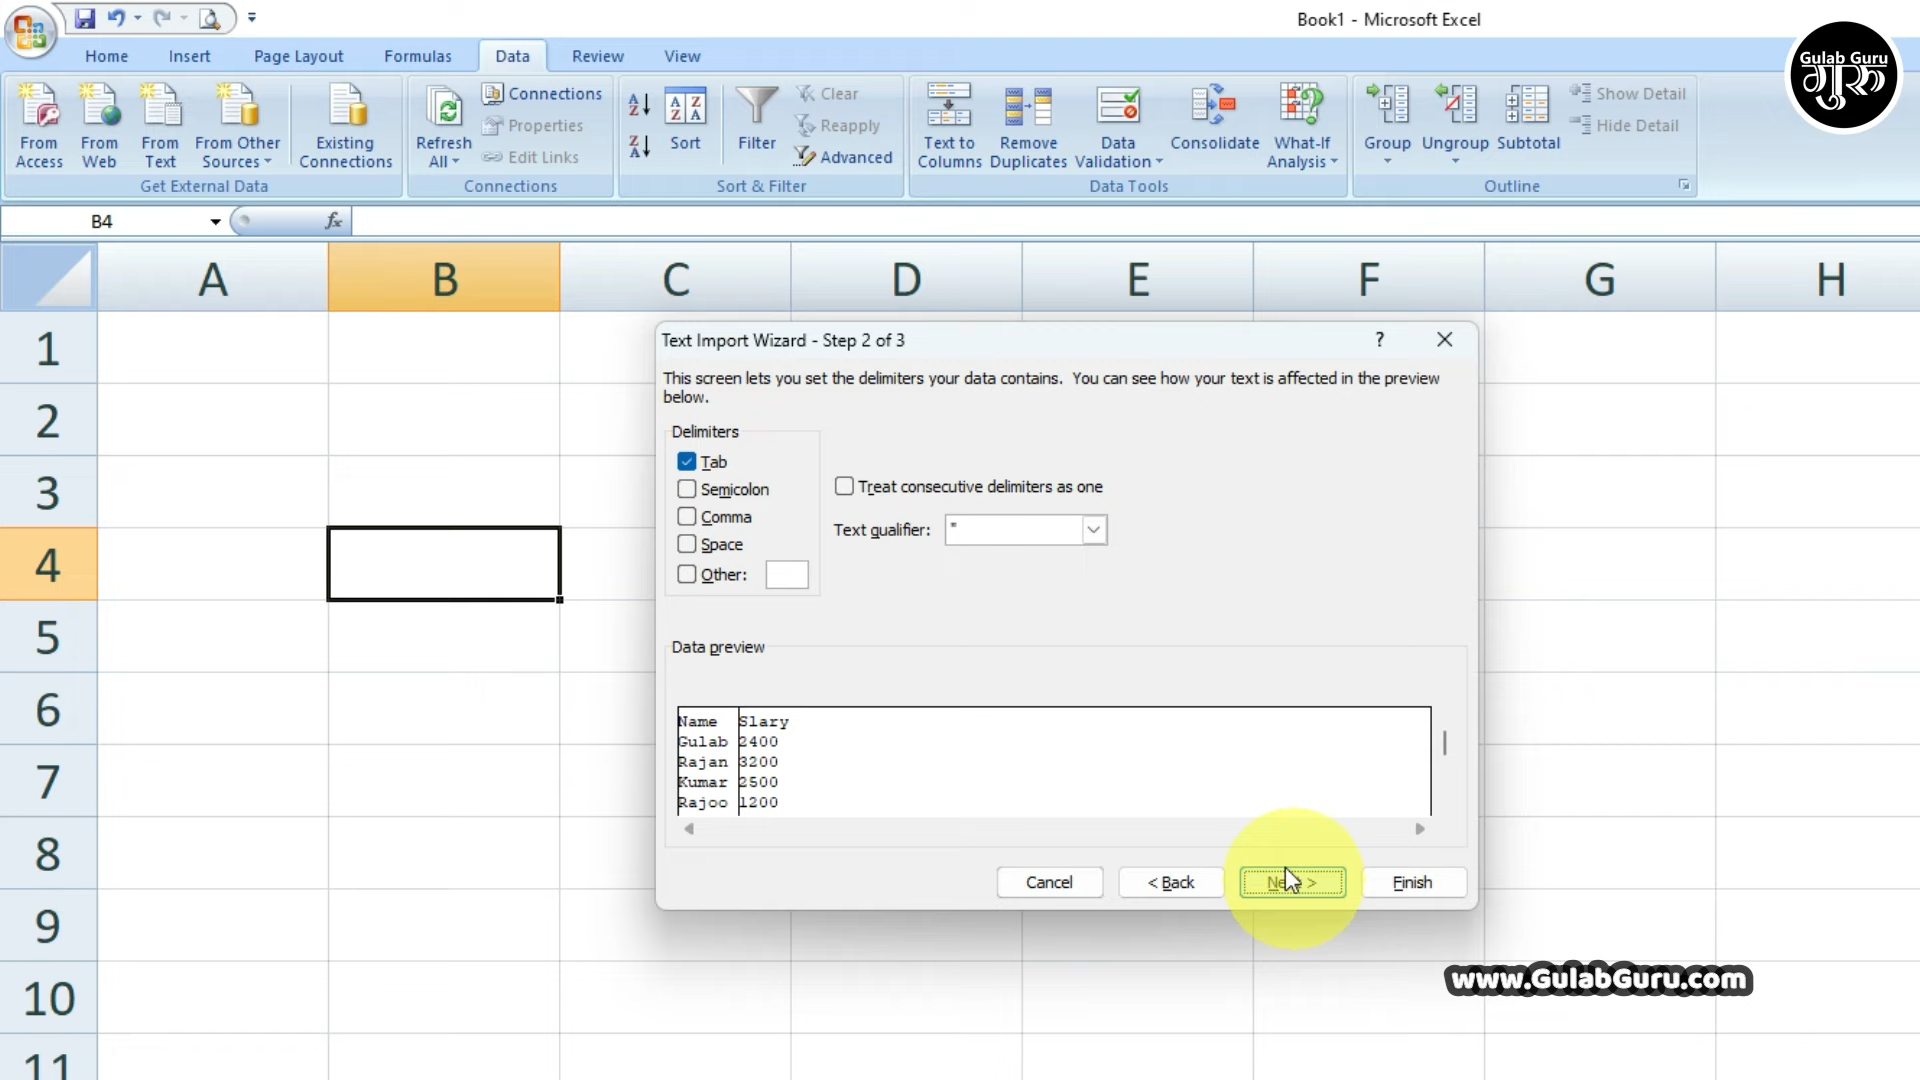 Book1 - Microsoft Excel
Gulab Guru
गुरु
Home Insert Page Layout Formulas Data Review View
From Access
From Web
From Text
From Other Sources
Existing Connections
Get External Data
Refresh All
Connections
Properties
Edit Links
Connections
Sort
Filter
Clear
Reapply
Advanced
Sort & Filter
Text to Columns
Remove Duplicates
Data Validation
Consolidate
What-If Analysis
Data Tools
Group
Ungroup
Subtotal
Show Detail
Hide Detail
Outline
B4
fx
A B C D E F G H
1
2
3
4
5
6
7
8
9
10
11
Text Import Wizard - Step 2 of 3
?
This screen lets you set the delimiters your data contains. You can see how your text is affected in the preview
below.
Delimiters
Tab
Semicolon
Comma
Space
Other:
Treat consecutive delimiters as one
Text qualifier: "
Data preview
Name Slary
Gulab 2400
Rajan 3200
Kumar 2500
Rajoo 1200
Cancel < Back Finish
www.GulabGuru.com